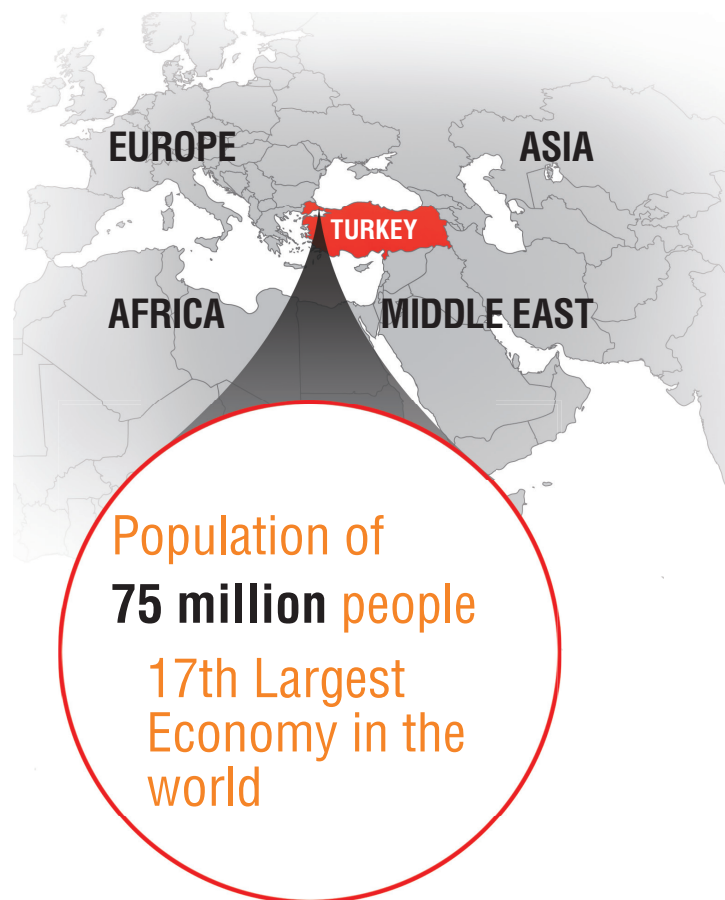 EUROPE
ASIA
TURKEY
AFRICA
MIDDLE EAST
Population of
75 million people
17th Largest
Economy in the
world